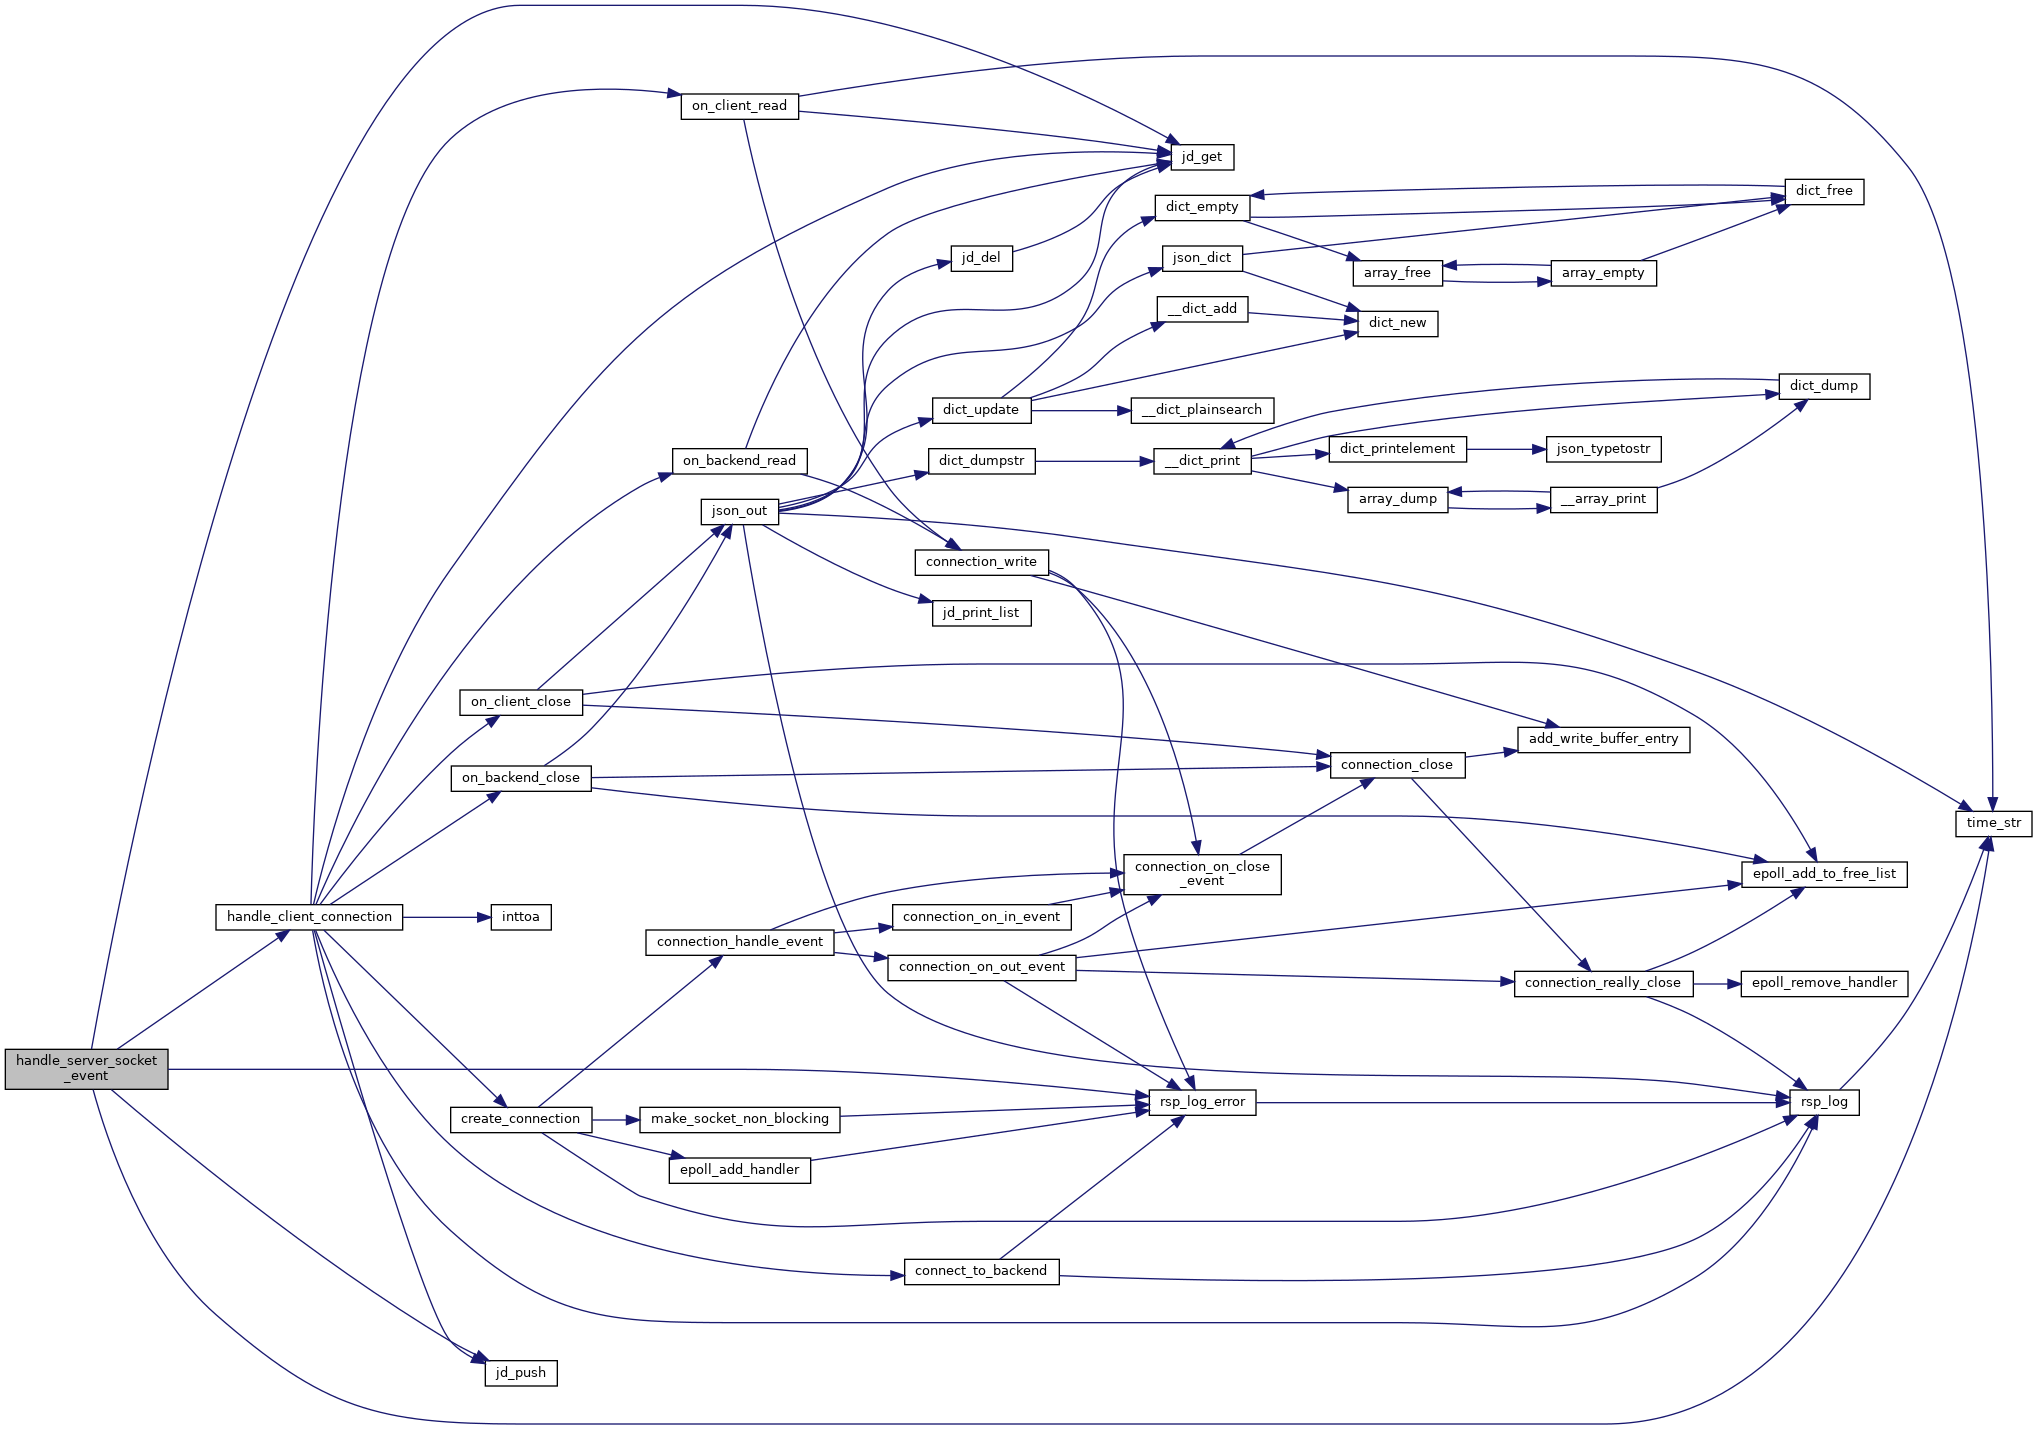 on_client_read
jd_get
dict_free
dict_empty
jd_del
json_dict
array_free
array_empty
__dict_add
dict_new
dict_dump
dict_update
__dict_plainsearch
dict_printelement
json_typetostr
on_backend_read
dict_dumpstr
__dict_print
array_dump
__array_print
json_out
connection_write
jd_print_list
on_client_close
add_write_buffer_entry
on_backend_close
connection_close
time_str
connection_on_close
_event
epoll_add_to_free_list
handle_client_connection
inttoa
connection_on_in_event
connection_handle_event
connection_on_out_event
connection_really_close
epoll_remove_handler
handle_server_socket
_event
rsp_log_error
rsp_log
create_connection
make_socket_non_blocking
epoll_add_handler
connect_to_backend
jd_push